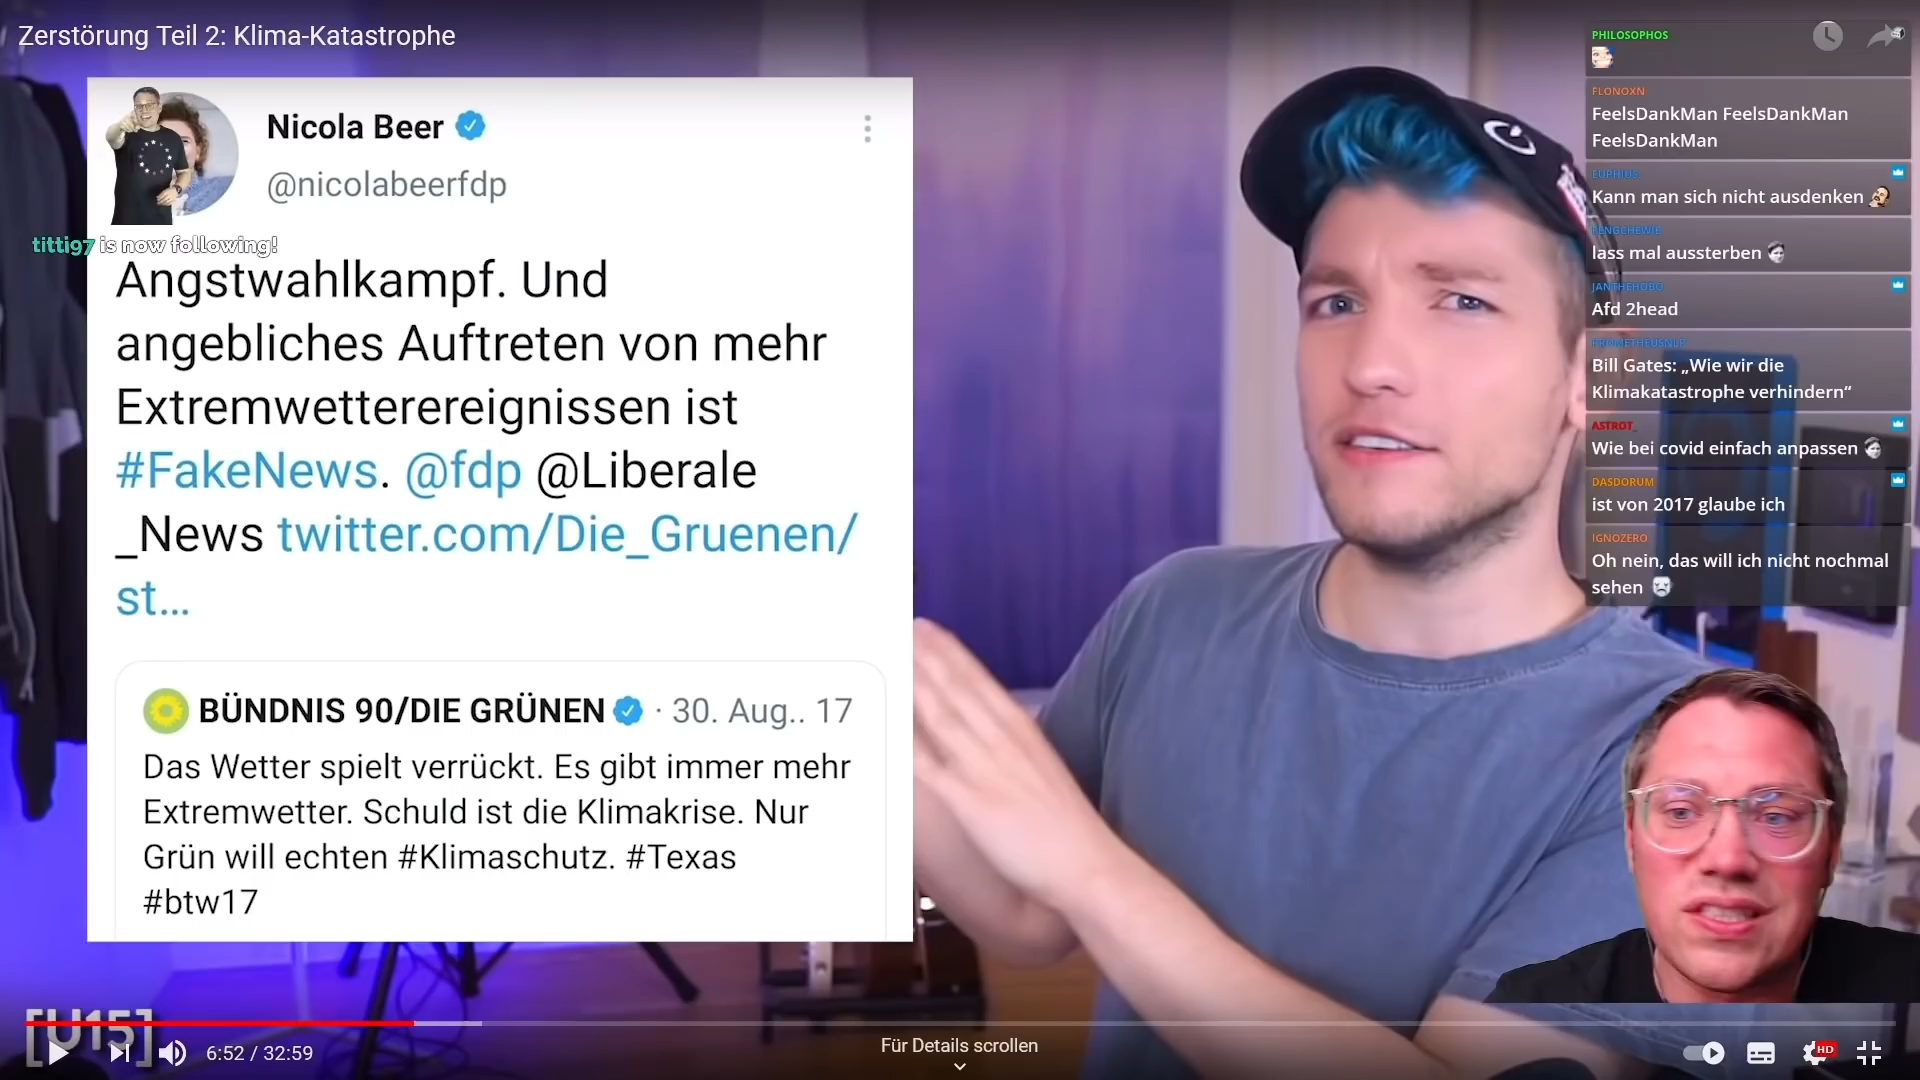 Zerstörung Teil 2: Klima-Katastrophe
Nicola Beer
@nicolabeerfdp
titti97 is now following!
Angstwahlkampf. Und
angebliches Auftreten von mehr
Extremwetterereignissen ist
#FakeNews. @fdp @Liberale
_News twitter.com/Die_Gruenen/
st...
BÜNDNIS 90/DIE GRÜNEN · 30. Aug.. 17
Das Wetter spielt verrückt. Es gibt immer mehr
Extremwetter. Schuld ist die Klimakrise. Nur
Grün will echten #Klimaschutz. #Texas
#btw17
PHILOSOPHOS
FLONOXN
FeelsDankMan FeelsDankMan
FeelsDankMan
Kann man sich nicht ausdenken
lass mal aussterben
JANTHEHOBO
Afd 2head
Bill Gates: „Wie wir die
Klimakatastrophe verhindern“
ASTROT_
Wie bei covid einfach anpassen
DASDORUM
ist von 2017 glaube ich
IGNOZERO
Oh nein, das will ich nicht nochmal
sehen
[U15]
6:52 / 32:59
Für Details scrollen
HD